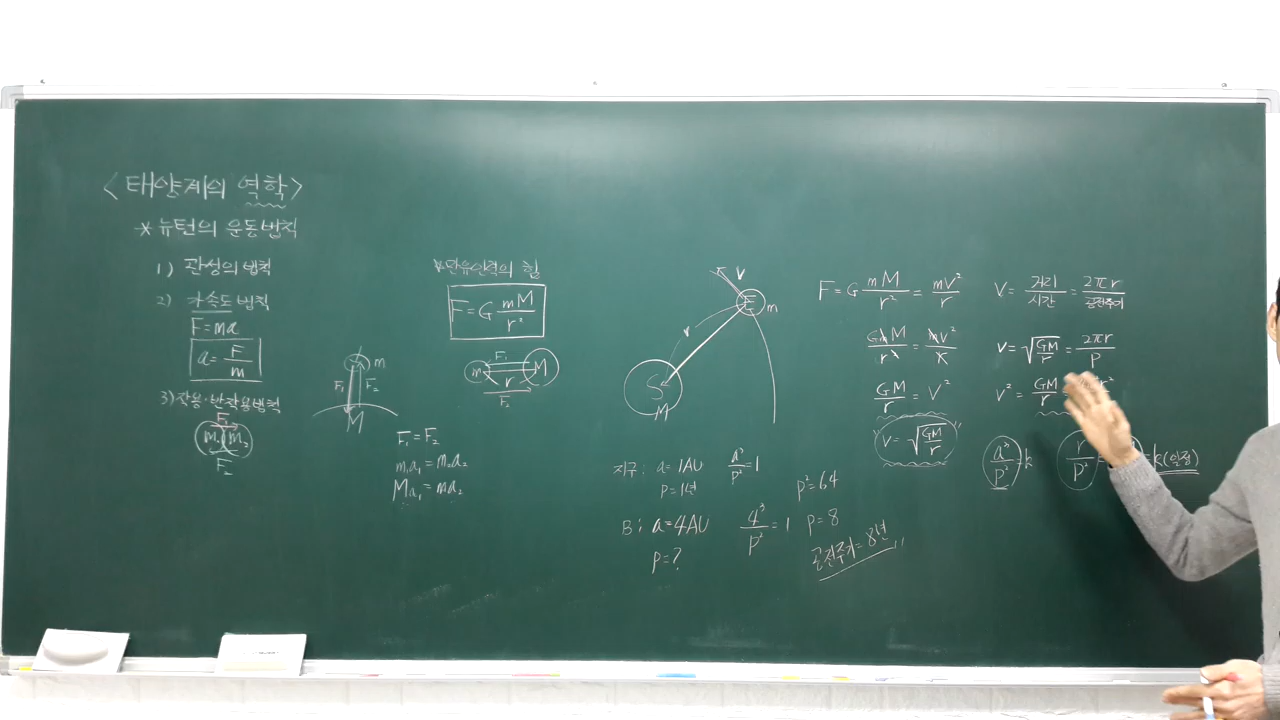 <태양계의 역학>
* 뉴턴의 운동법칙
1) 관성의 법칙
2) 가속도 법칙
F=ma
a = F/m
3) 작용·반작용법칙
F₁
m₁ m₂
F₂
m
F₁ F₂
M
F₁ = F₂
m₁a₁ = m₂a₂
Ma₁ = ma₂
* 만유인력의 힘
F = G mM/r²
F₁
m r M
F₂
v
E m
r
S
M
지구: a = 1AU a³/p² = 1
p = 1년
B: a = 4AU 4³/p² = 1
p = ?
p² = 64
p = 8
공전주기 = 8년
F = G mM/r² = mv²/r
GmM/r² = mv²/r
GM/r = v²
v = √GM/r
v = 거리/시간 = 2πr/공전주기
v = √GM/r = 2πr/p
v² = GM/r =
a³/p² = k
= k(일정)